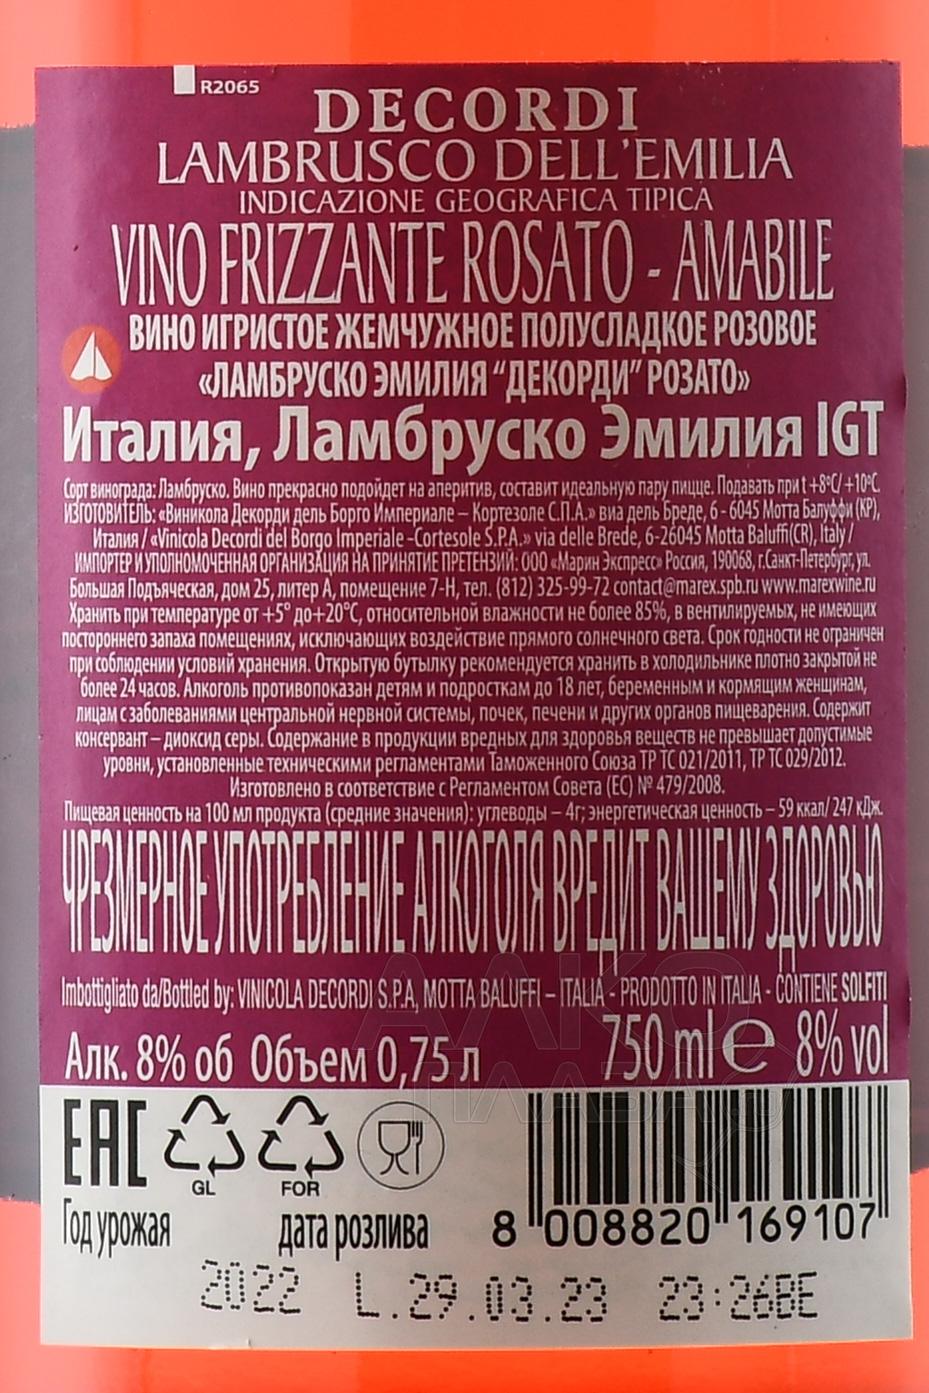 R2065
DECORDI
LAMBRUSCO DELL'EMILIA
INDICAZIONE GEOGRAFICA TIPICA
VINO FRIZZANTE ROSATO - AMABILE
ВИНО ИГРИСТОЕ ЖЕМЧУЖНОЕ ПОЛУСЛАДКОЕ РОЗОВОЕ
«ЛАМБРУСКО ЭМИЛИЯ “ДЕКОРДИ” РОЗАТО»
Италия, Ламбруско Эмилия IGT
Сорт винограда: Ламбруско. Вино прекрасно подойдет на аперитив, составит идеальную пару пицце. Подавать при t +8°C/ +10°C.
ИЗГОТОВИТЕЛЬ: «Виникола Декорди дель Борго Империале – Кортезоле С.П.А.» виа дель Бреде, 6 - 6045 Мотта Балуффи (КР),
Италия / «Vinicola Decordi del Borgo Imperiale -Cortesole S.P.A.» via delle Brede, 6-26045 Motta Baluffi(CR), Italy /
ИМПОРТЕР И УПОЛНОМОЧЕННАЯ ОРГАНИЗАЦИЯ НА ПРИНЯТИЕ ПРЕТЕНЗИЙ: ООО «Марин Экспресс» Россия, 190068, г.Санкт-Петербург, ул.
Большая Подъяческая, дом 25, литер А, помещение 7-Н, тел. (812) 325-99-72 contact@marex.spb.ru www.marexwine.ru
Хранить при температуре от +5° до+20°C, относительной влажности не более 85%, в вентилируемых, не имеющих
постороннего запаха помещениях, исключающих воздействие прямого солнечного света. Срок годности не ограничен
при соблюдении условий хранения. Открытую бутылку рекомендуется хранить в холодильнике плотно закрытой не
более 24 часов. Алкоголь противопоказан детям и подросткам до 18 лет, беременным и кормящим женщинам,
лицам с заболеваниями центральной нервной системы, почек, печени и других органов пищеварения. Содержит
консервант – диоксид серы. Содержание в продукции вредных для здоровья веществ не превышает допустимые
уровни, установленные техническими регламентами Таможенного Союза ТР ТС 021/2011, ТР ТС 029/2012.
Изготовлено в соответствие с Регламентом Совета (ЕС) № 479/2008.
Пищевая ценность на 100 мл продукта (средние значения): углеводы – 4г; энергетическая ценность – 59 ккал/ 247 кДж.
ЧРЕЗМЕРНОЕ УПОТРЕБЛЕНИЕ АЛКОГОЛЯ ВРЕДИТ ВАШЕМУ ЗДОРОВЬЮ
Imbottigliato da/Bottled by: VINICOLA DECORDI S.P.A, MOTTA BALUFFI – ITALIA - PRODOTTO IN ITALIA - CONTIENE SOLFITI
Алк. 8% об Объем 0,75 л 750 ml e 8% vol
АЛКО ПЛАЗА
EAC GL FOR
Год урожая дата розлива
8 008820 169107
2022 L.29.03.23 23:26BE